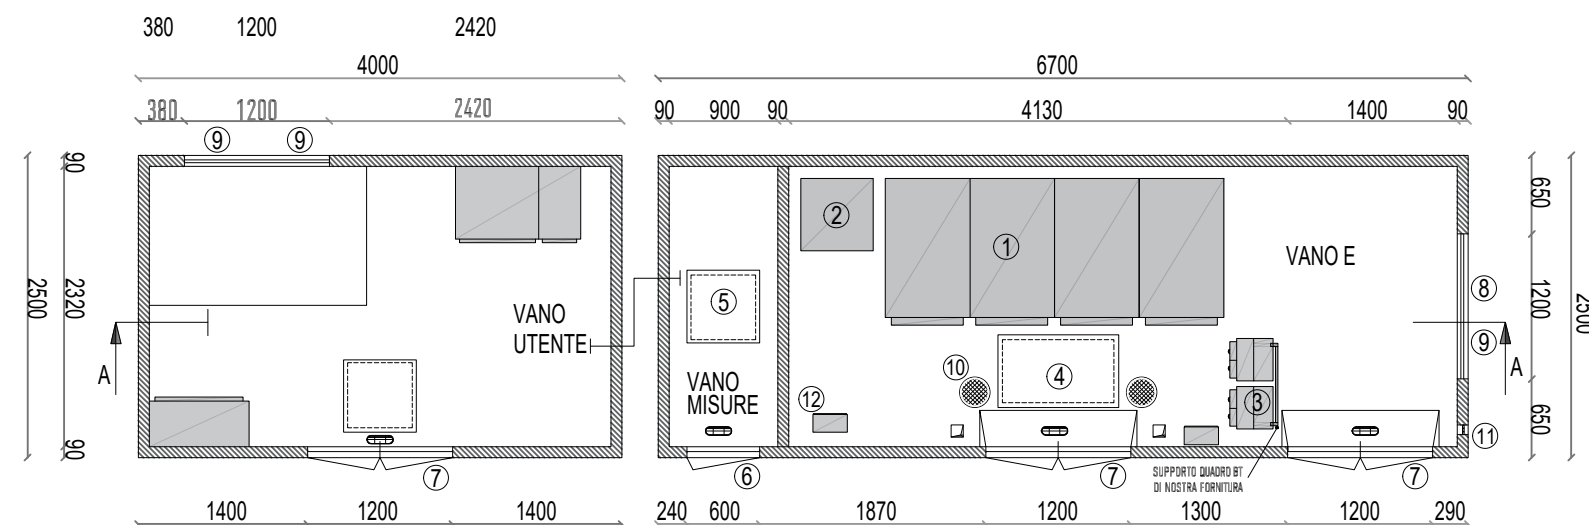 380 1200 2420
4000 6700
380 1200 2420 90 900 90 4130 1400 90
9 9
90 90 650
2 1 VANO E
5 8
2500 2320 1200 2500
VANO
UTENTE
A 9 A
VANO
MISURE
10 4 3
12
90 650
11
6 7 7 7
SUPPORTO QUADRO BT
DI NOSTRA FORNITURA
1400 1200 1400 240 600 1870 1200 1300 1200 290